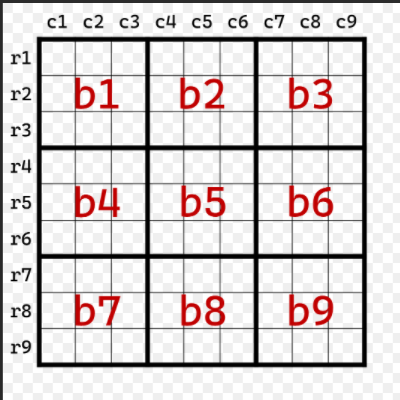 c1 c2 c3 c4 c5 c6 c7 c8 c9
r1
r2 b1 b2 b3
r3
r4
r5 b4 b5 b6
r6
r7
r8 b7 b8 b9
r9